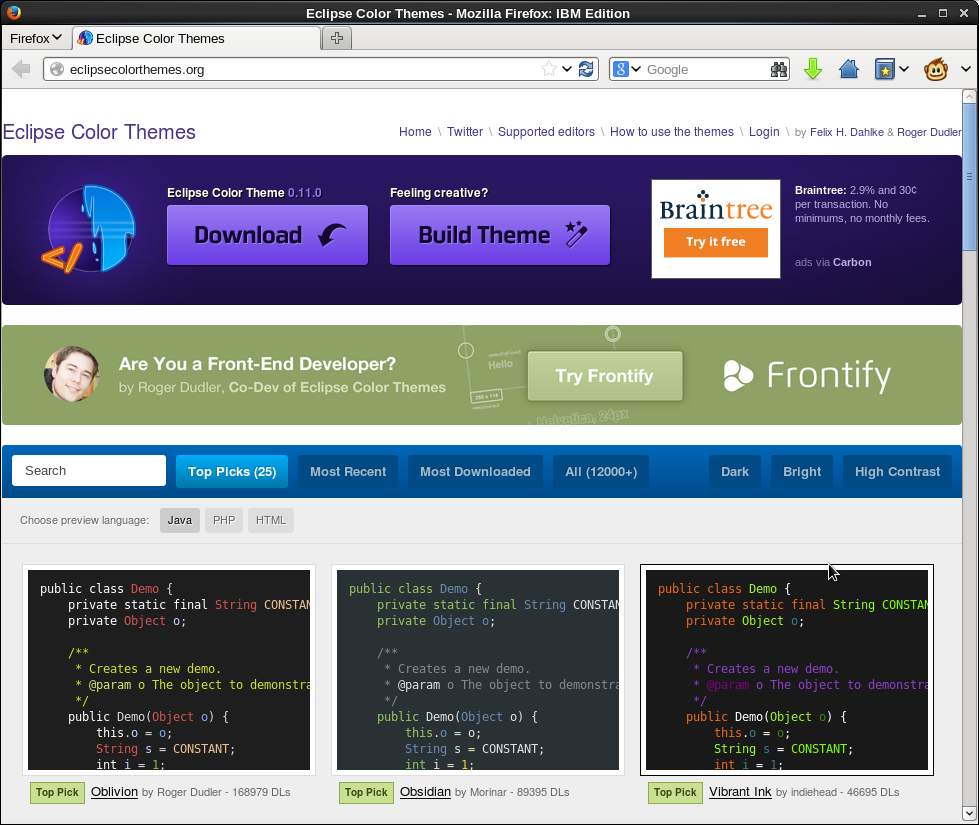 Eclipse Color Themes - Mozilla Firefox: IBM Edition
Firefox
Eclipse Color Themes
eclipsecolorthemes.org
8
Google
Eclipse Color Themes
Home \ Twitter \ Supported editors \ How to use the themes \ Login \ by Felix H. Dahlke & Roger Dudler
Eclipse Color Theme 0.11.0
Download
</>
Feeling creative?
Build Theme
Braintree
Try it free
Braintree: 2.9% and 30¢
per transaction. No
minimums, no monthly fees.
ads via Carbon
Are You a Front-End Developer?
by Roger Dudler, Co-Dev of Eclipse Color Themes
Hello
Helvetica, 24px
Try Frontify
Frontify
Search
Top Picks (25)
Most Recent
Most Downloaded
All (12000+)
Dark
Bright
High Contrast
Choose preview language:
Java
PHP
HTML
public class Demo {
private static final String CONSTAN
private Object o;
/**
* Creates a new demo.
* @param o The object to demonstra
*/
public Demo(Object o) {
this.o = o;
String s = CONSTANT;
int i = 1;
Top Pick Oblivion by Roger Dudler - 168979 DLs
public class Demo {
private static final String CONSTAN
private Object o;
/**
* Creates a new demo.
* @param o The object to demonstra
*/
public Demo(Object o) {
this.o = o;
String s = CONSTANT;
int i = 1;
Top Pick Obsidian by Morinar - 89395 DLs
public class Demo {
private static final String CONSTAN
private Object o;
/**
* Creates a new demo.
* @param o The object to demonstra
*/
public Demo(Object o) {
this.o = o;
String s = CONSTANT;
int i = 1;
Top Pick Vibrant Ink by indiehead - 46695 DLs